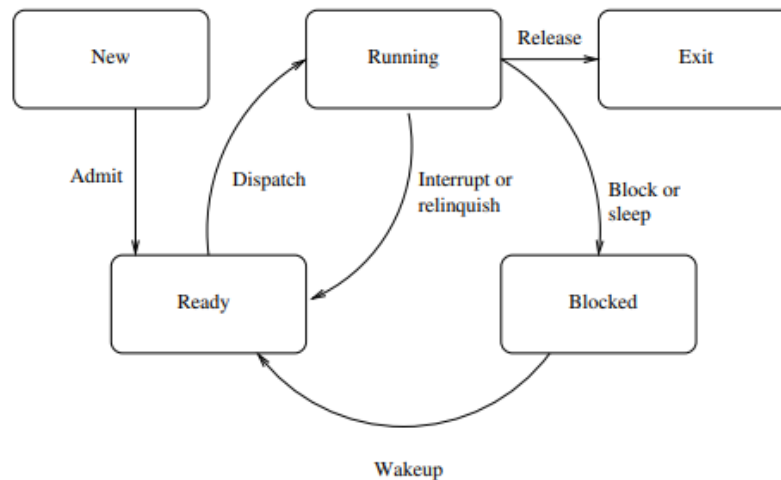 New
Running
Release
Exit
Admit
Dispatch
Interrupt or
relinquish
Block or
sleep
Ready
Blocked
Wakeup